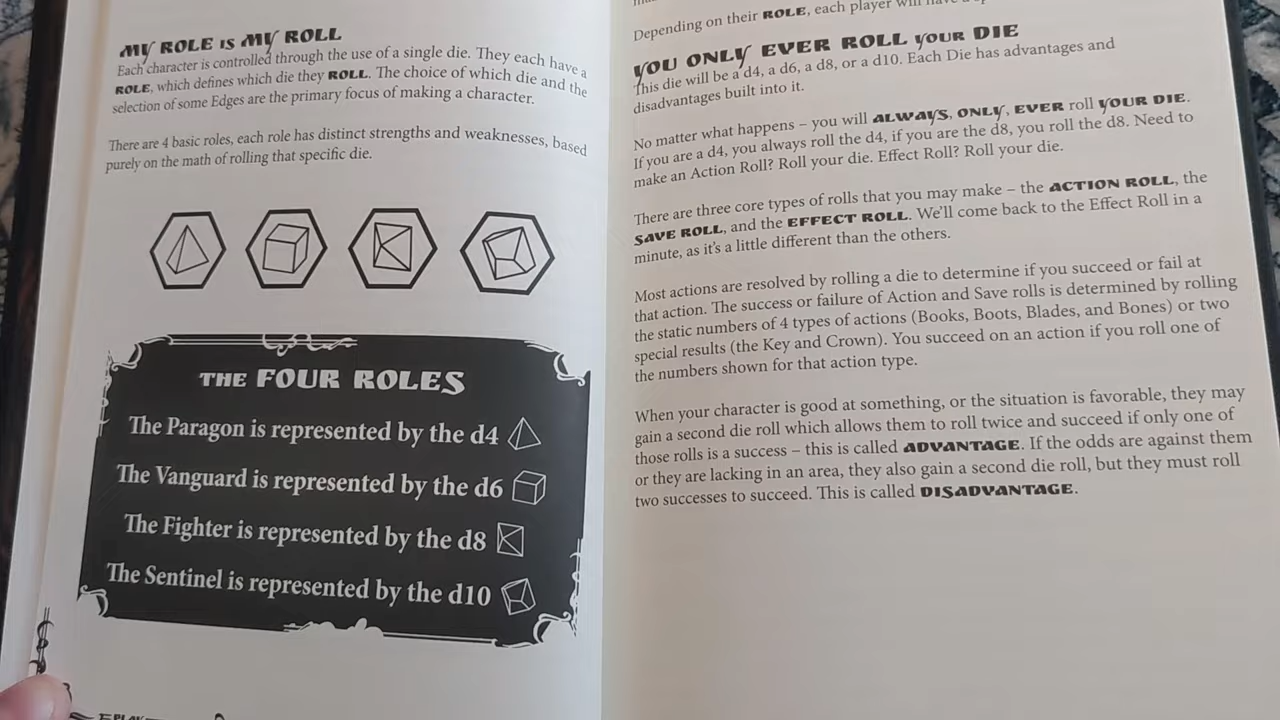 MY ROLE IS MY ROLL
Each character is controlled through the use of a single die. They each have a
ROLE, which defines which die they ROLL. The choice of which die and the
selection of some Edges are the primary focus of making a character.
There are 4 basic roles, each role has distinct strengths and weaknesses, based
purely on the math of rolling that specific die.
THE FOUR ROLES
The Paragon is represented by the d4
The Vanguard is represented by the d6
The Fighter is represented by the d8
The Sentinel is represented by the d10
Depending on their ROLE, each player will have a
YOU ONLY EVER ROLL YOUR DIE
This die will be a d4, a d6, a d8, or a d10. Each Die has advantages and
disadvantages built into it.
No matter what happens – you will ALWAYS, ONLY, EVER roll YOUR DIE.
If you are a d4, you always roll the d4, if you are the d8, you roll the d8. Need to
make an Action Roll? Roll your die. Effect Roll? Roll your die.
There are three core types of rolls that you may make – the ACTION ROLL, the
SAVE ROLL, and the EFFECT ROLL. We'll come back to the Effect Roll in a
minute, as it's a little different than the others.
Most actions are resolved by rolling a die to determine if you succeed or fail at
that action. The success or failure of Action and Save rolls is determined by rolling
the static numbers of 4 types of actions (Books, Boots, Blades, and Bones) or two
special results (the Key and Crown). You succeed on an action if you roll one of
the numbers shown for that action type.
When your character is good at something, or the situation is favorable, they may
gain a second die roll which allows them to roll twice and succeed if only one of
those rolls is a success – this is called ADVANTAGE. If the odds are against them
or they are lacking in an area, they also gain a second die roll, but they must roll
two successes to succeed. This is called DISADVANTAGE.